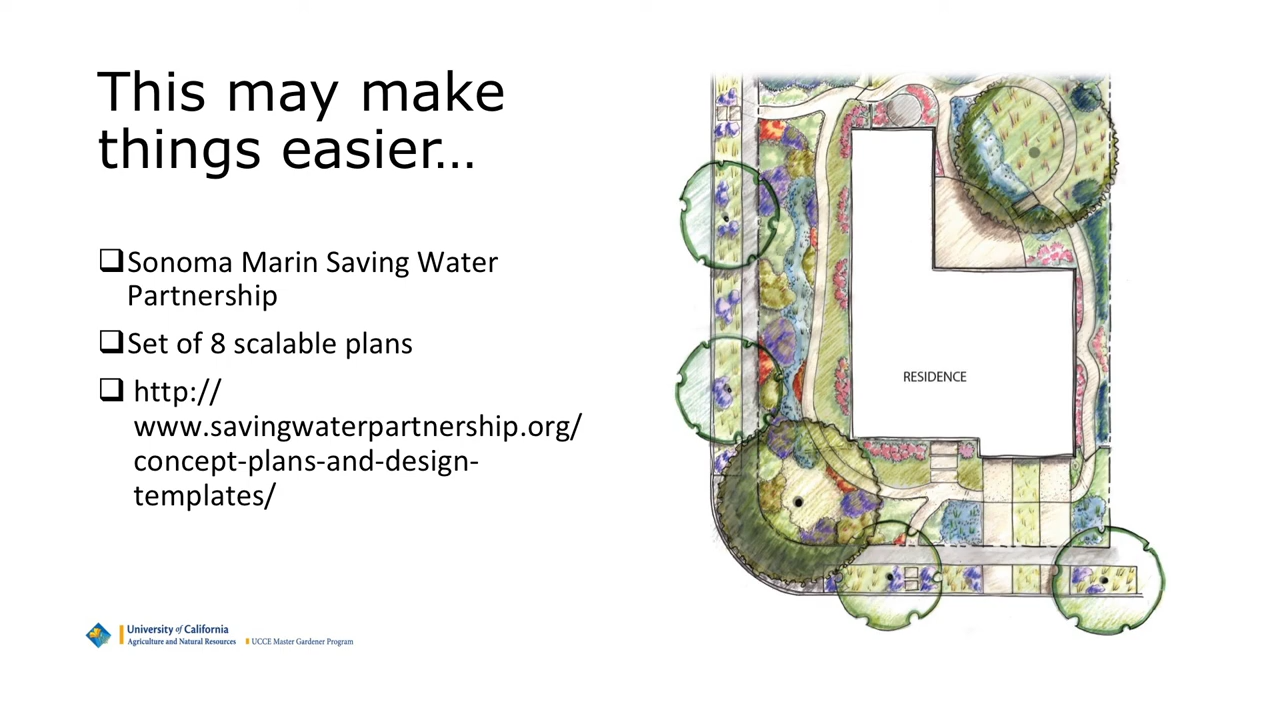 This may make
things easier…
❑Sonoma Marin Saving Water
Partnership
❑Set of 8 scalable plans
❑ http://
www.savingwaterpartnership.org/
concept-plans-and-design-
templates/
RESIDENCE
University of California
Agriculture and Natural Resources
UCCE Master Gardener Program